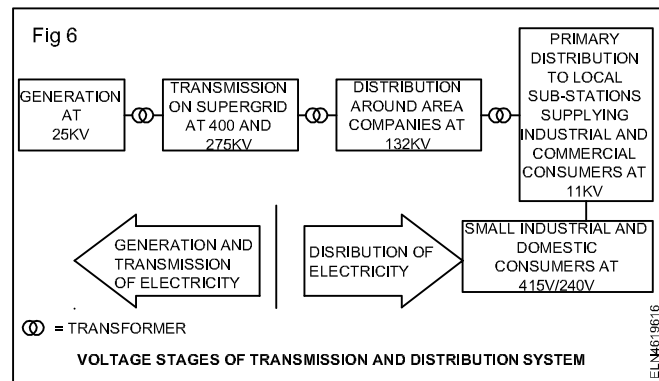 Fig 6
GENERATION
AT
25KV
TRANSMISSION
ON SUPERGRID
AT 400 AND
275KV
DISTRIBUTION
AROUND AREA
COMPANIES AT
132KV
PRIMARY
DISTRIBUTION
TO LOCAL
SUB-STATIONS
SUPPLYING
INDUSTRIAL AND
COMMERCIAL
CONSUMERS AT
11KV
GENERATION AND
TRANSMISSION
OF ELECTRICITY
DISRIBUTION OF
ELECTRICITY
SMALL INDUSTRIAL AND
DOMESTIC
CONSUMERS AT
415V/240V
= TRANSFORMER
VOLTAGE STAGES OF TRANSMISSION AND DISTRIBUTION SYSTEM
ELN4619616